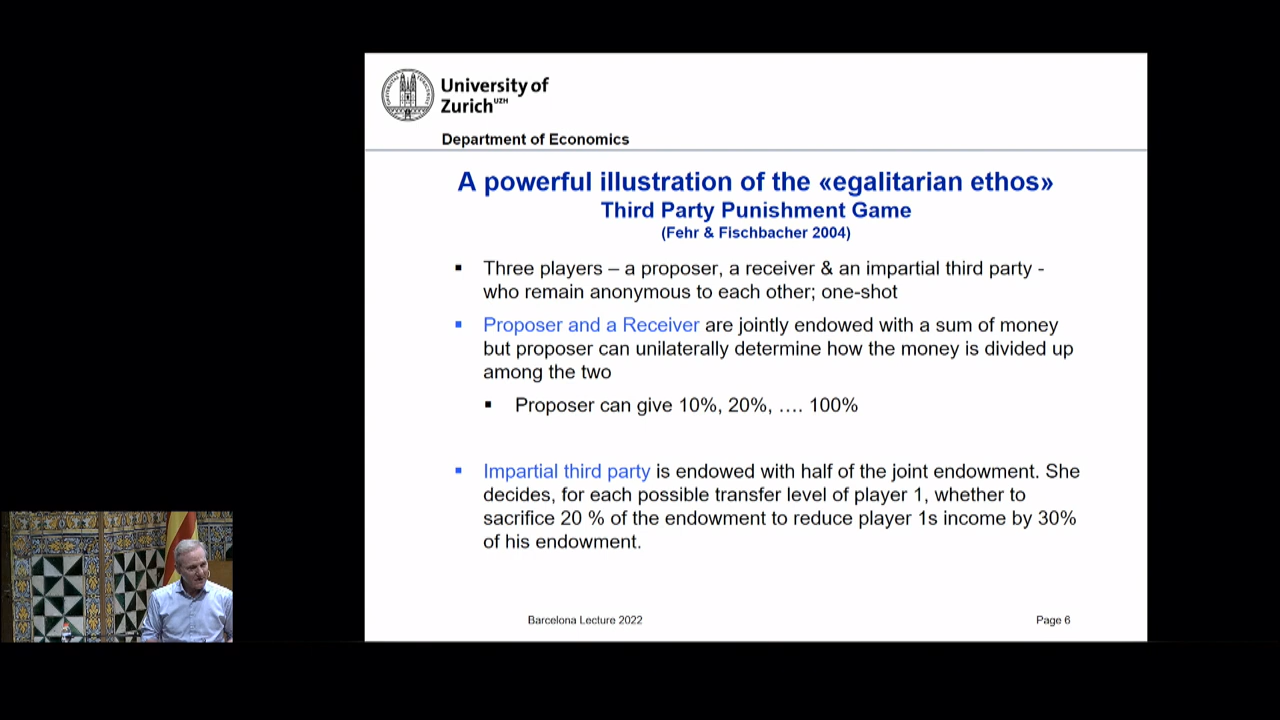 University of
Zurich UZH
Department of Economics
A powerful illustration of the «egalitarian ethos»
Third Party Punishment Game
(Fehr & Fischbacher 2004)
▪ Three players – a proposer, a receiver & an impartial third party -
who remain anonymous to each other; one-shot
▪ Proposer and a Receiver are jointly endowed with a sum of money
but proposer can unilaterally determine how the money is divided up
among the two
▪ Proposer can give 10%, 20%, …. 100%
▪ Impartial third party is endowed with half of the joint endowment. She
decides, for each possible transfer level of player 1, whether to
sacrifice 20 % of the endowment to reduce player 1s income by 30%
of his endowment.
Barcelona Lecture 2022
Page 6